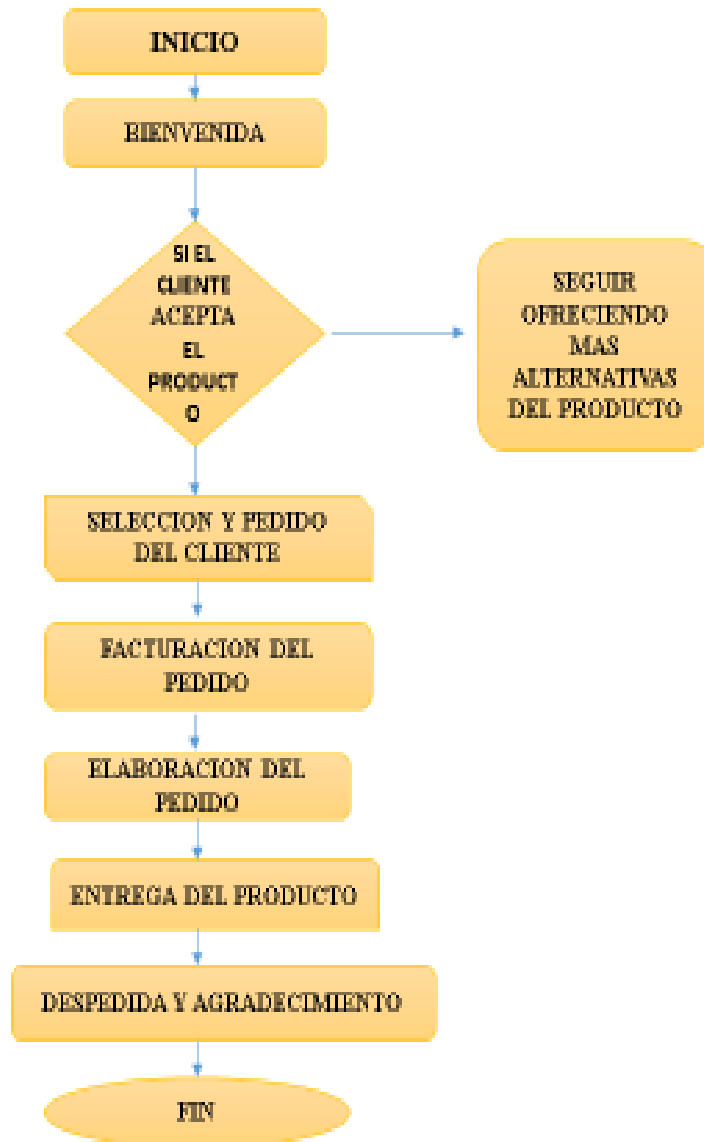 INICIO
BIENVENIDA
SI EL
CLIENTE
ACEPTA
EL
PRODUCT
O
SEGUIR
OFRECIENDO
MAS
ALTERNATIVAS
DEL PRODUCTO
SELECCION Y PEDIDO
DEL CLIENTE
FACTURACION DEL
PEDIDO
ELABORACION DEL
PEDIDO
ENTREGA DEL PRODUCTO
DESPEDIDA Y AGRADECIMIENTO
FIN